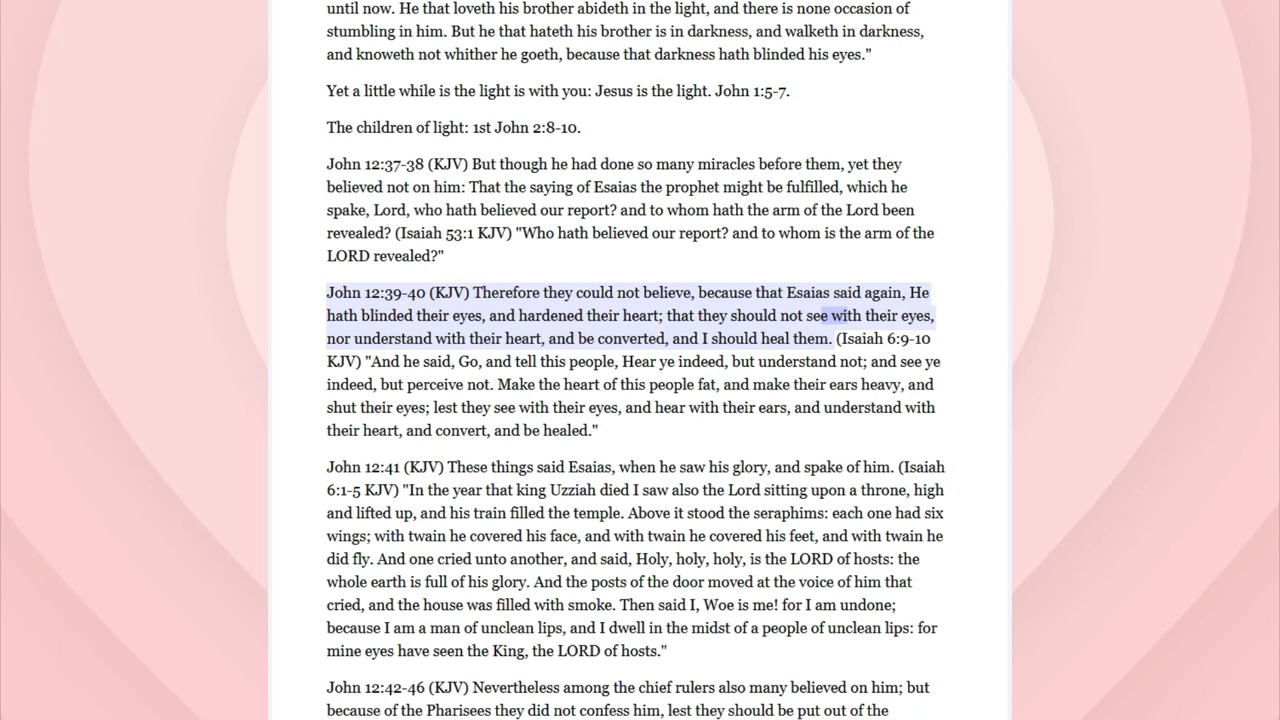 until now. He that loveth his brother abideth in the light, and there is none occasion of
stumbling in him. But he that hateth his brother is in darkness, and walketh in darkness,
and knoweth not whither he goeth, because that darkness hath blinded his eyes."
Yet a little while is the light is with you: Jesus is the light. John 1:5-7.
The children of light: 1st John 2:8-10.
John 12:37-38 (KJV) But though he had done so many miracles before them, yet they
believed not on him: That the saying of Esaias the prophet might be fulfilled, which he
spake, Lord, who hath believed our report? and to whom hath the arm of the Lord been
revealed? (Isaiah 53:1 KJV) "Who hath believed our report? and to whom is the arm of the
LORD revealed?"
John 12:39-40 (KJV) Therefore they could not believe, because that Esaias said again, He
hath blinded their eyes, and hardened their heart; that they should not see with their eyes,
nor understand with their heart, and be converted, and I should heal them. (Isaiah 6:9-10
KJV) "And he said, Go, and tell this people, Hear ye indeed, but understand not; and see ye
indeed, but perceive not. Make the heart of this people fat, and make their ears heavy, and
shut their eyes; lest they see with their eyes, and hear with their ears, and understand with
their heart, and convert, and be healed."
John 12:41 (KJV) These things said Esaias, when he saw his glory, and spake of him. (Isaiah
6:1-5 KJV) "In the year that king Uzziah died I saw also the Lord sitting upon a throne, high
and lifted up, and his train filled the temple. Above it stood the seraphims: each one had six
wings; with twain he covered his face, and with twain he covered his feet, and with twain he
did fly. And one cried unto another, and said, Holy, holy, holy, is the LORD of hosts: the
whole earth is full of his glory. And the posts of the door moved at the voice of him that
cried, and the house was filled with smoke. Then said I, Woe is me! for I am undone;
because I am a man of unclean lips, and I dwell in the midst of a people of unclean lips: for
mine eyes have seen the King, the LORD of hosts."
John 12:42-46 (KJV) Nevertheless among the chief rulers also many believed on him; but
because of the Pharisees they did not confess him, lest they should be put out of the